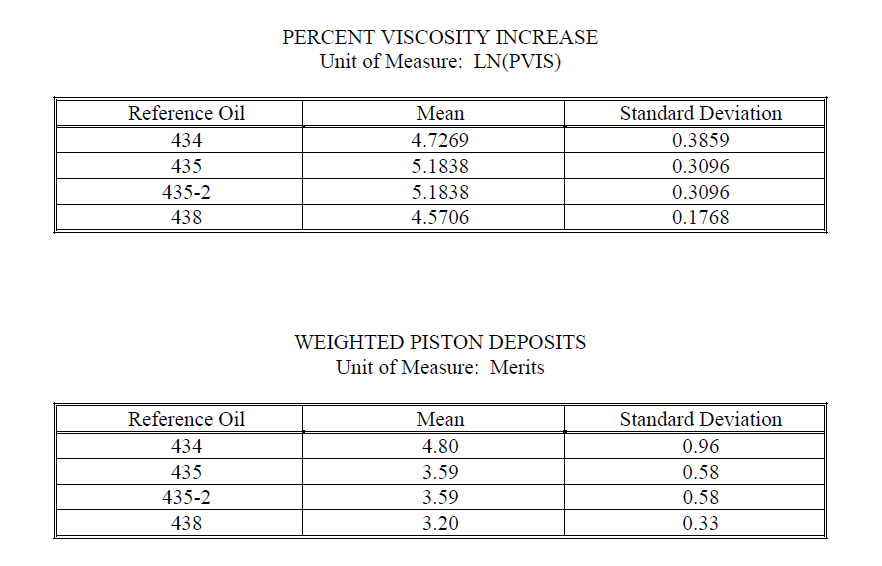 PERCENT VISCOSITY INCREASE
Unit of Measure: LN(PVIS)
Reference Oil Mean Standard Deviation
434 4.7269 0.3859
435 5.1838 0.3096
435-2 5.1838 0.3096
438 4.5706 0.1768
WEIGHTED PISTON DEPOSITS
Unit of Measure: Merits
Reference Oil Mean Standard Deviation
434 4.80 0.96
435 3.59 0.58
435-2 3.59 0.58
438 3.20 0.33